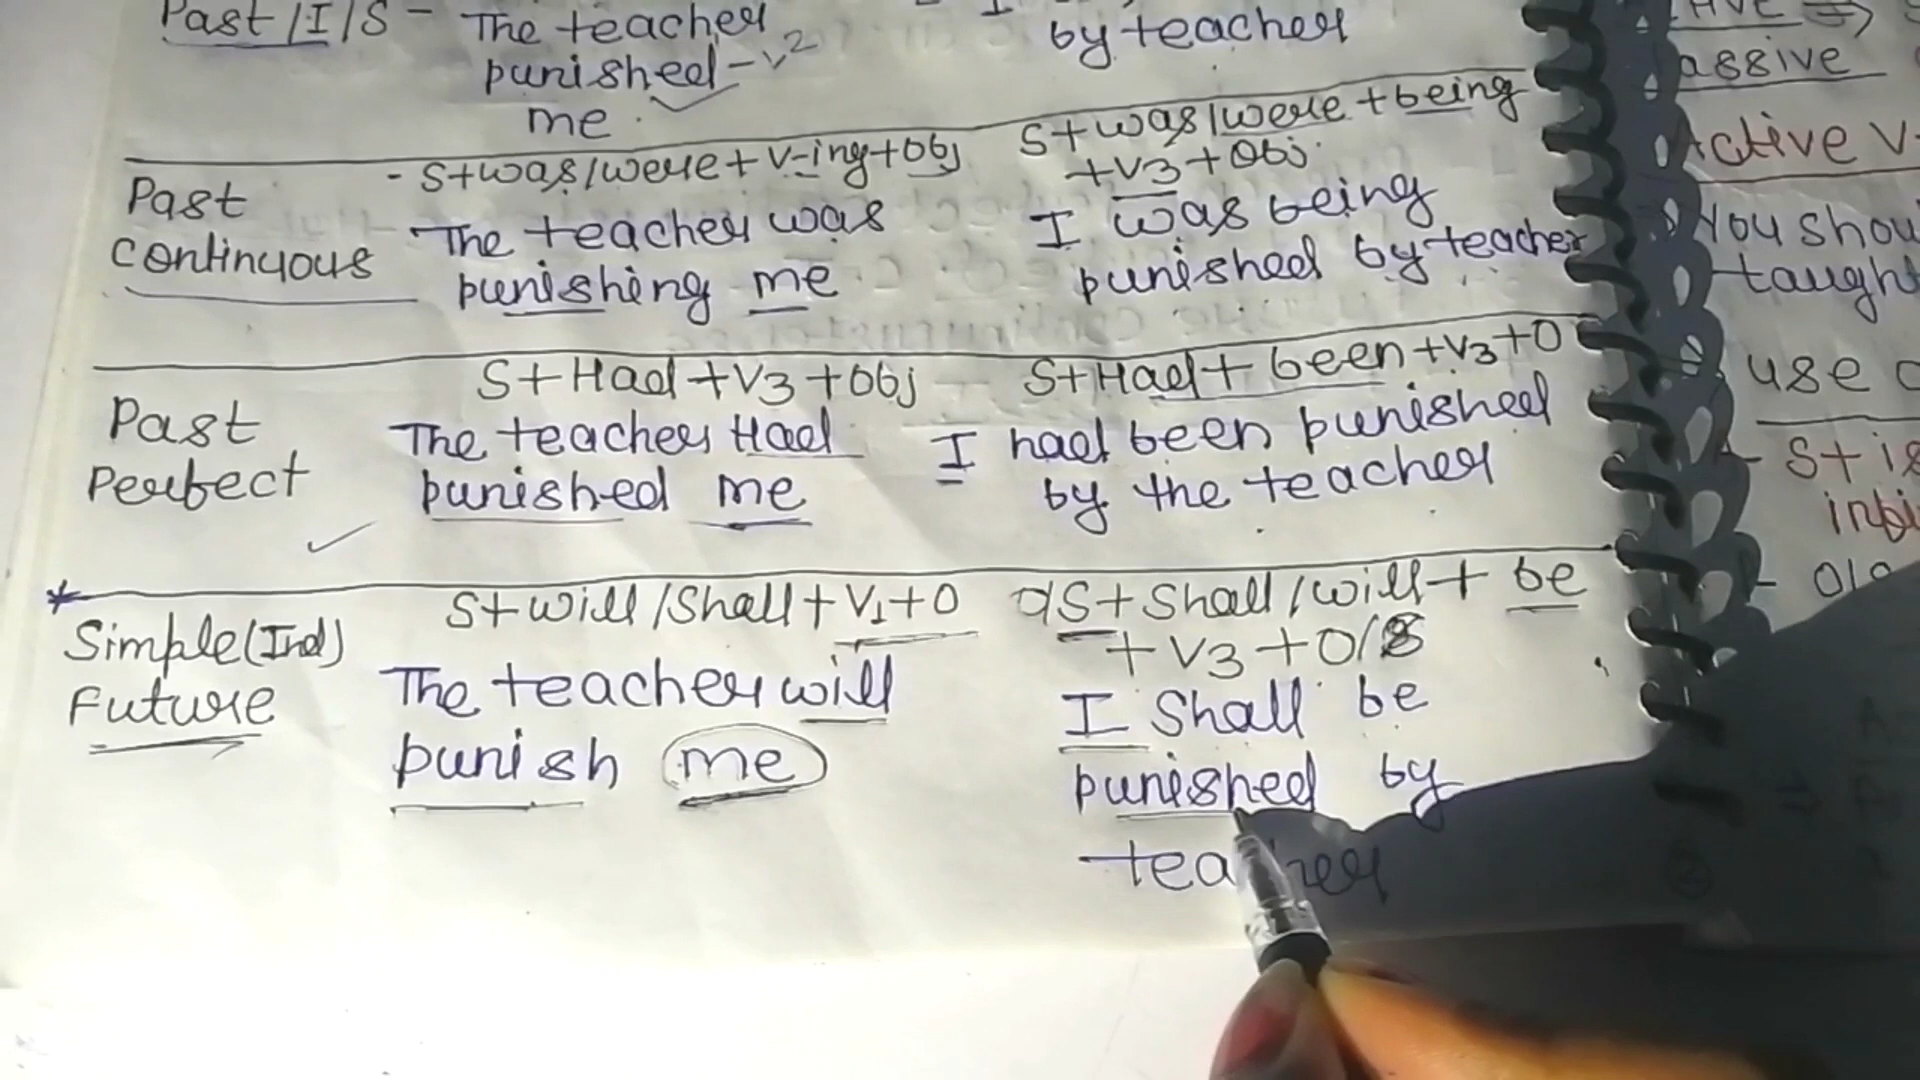 Past/I/S - The teacher
by teacher
punished - v2
me.
Past
Continuous
- S+was/were+v-ing+obj
The teacher was
punishing me
S+was/were+being
+v3+obj.
I was being
punished by teacher
Past
Perfect
S+Had+v3+obj
The teacher Had
punished me
S+Had+been+v3+O
I had been punished
by the teacher
*
Simple(Ind)
Future
S+will/Shall+v1+O
The teacher will
punish me
S+Shall/will+be
+v3+O/S
I Shall be
punished by
teacher
assive
Active V
You shou
taught
use
S+is